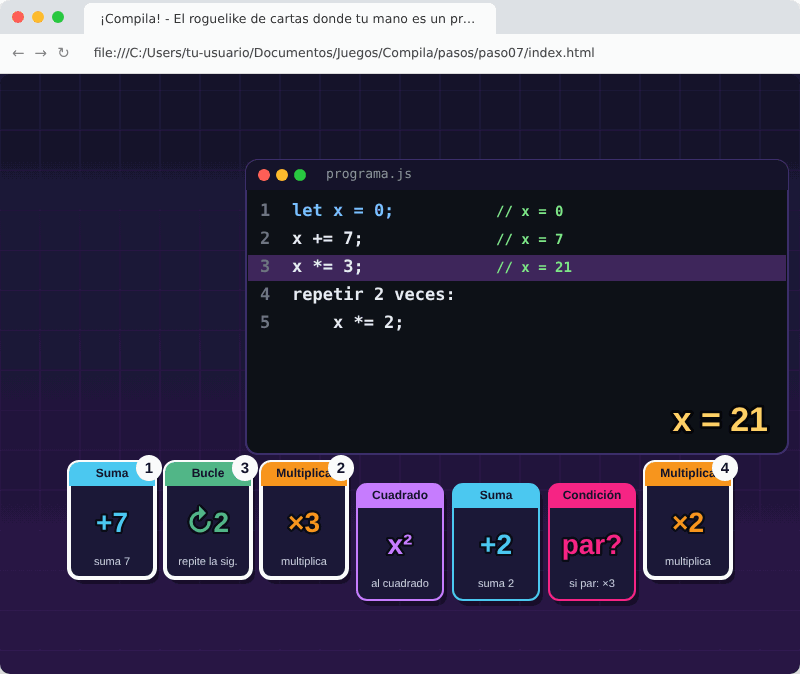 ¡Compila! - El roguelike de cartas donde tu mano es un pr...
file:///C:/Users/tu-usuario/Documentos/Juegos/Compila/pasos/paso07/index.html
programa.js
1 let x = 0; // x = 0
2 x += 7; // x = 7
3 x *= 3; // x = 21
4 repetir 2 veces:
5 x *= 2;
x = 21
Suma 1
+7
suma 7
Bucle 3
↻2
repite la sig.
Multiplica 2
×3
multiplica
Cuadrado
x²
al cuadrado
Suma
+2
suma 2
Condición
par?
si par: ×3
Multiplica 4
×2
multiplica